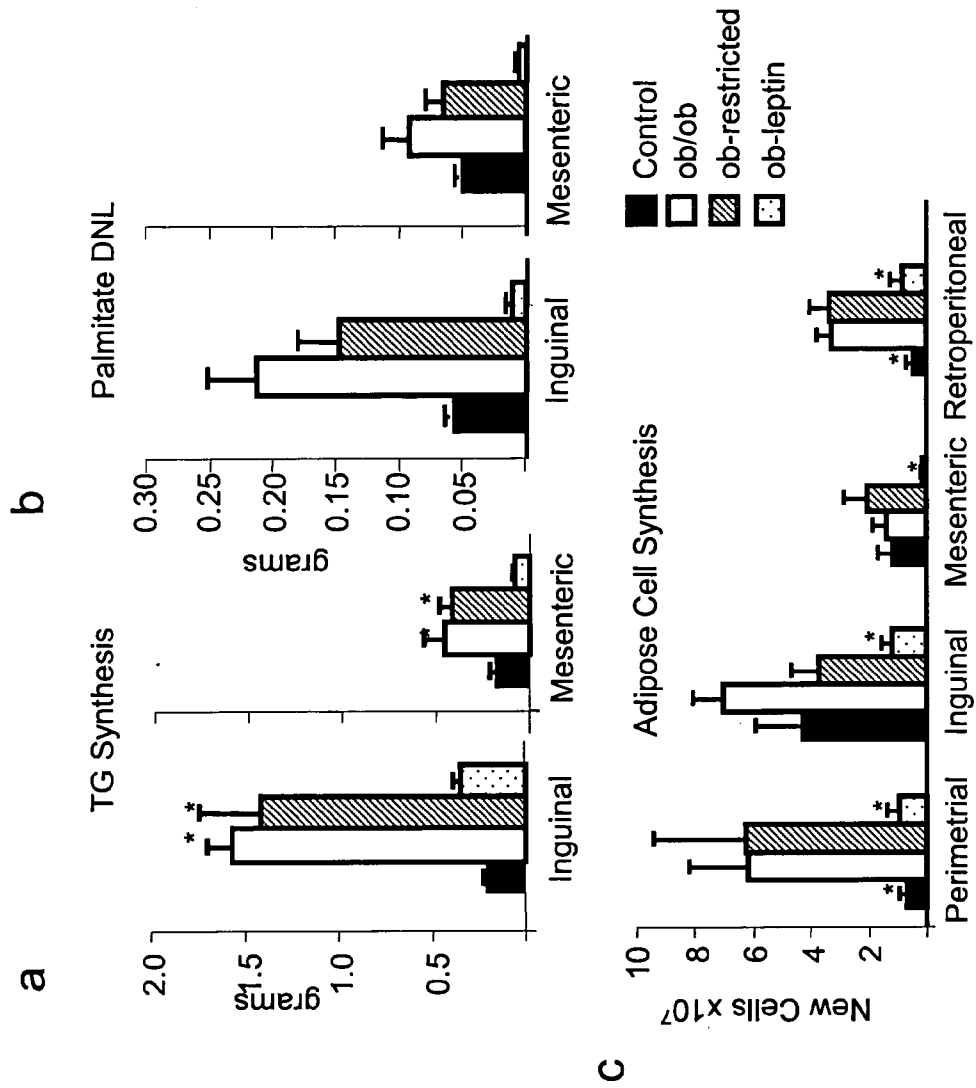 a
TG Synthesis
grams
2.0
1.5
1.0
0.5
*
*
Inguinal
*
*
Mesenteric
b
Palmitate DNL
grams
0.30
0.25
0.20
0.15
0.10
0.05
Inguinal
Mesenteric
c
Adipose Cell Synthesis
New Cells x10⁷
10
8
6
4
2
*
*
Perimetrial
*
Inguinal
*
Mesenteric
*
*
Retroperitoneal
Control
ob/ob
ob-restricted
ob-leptin